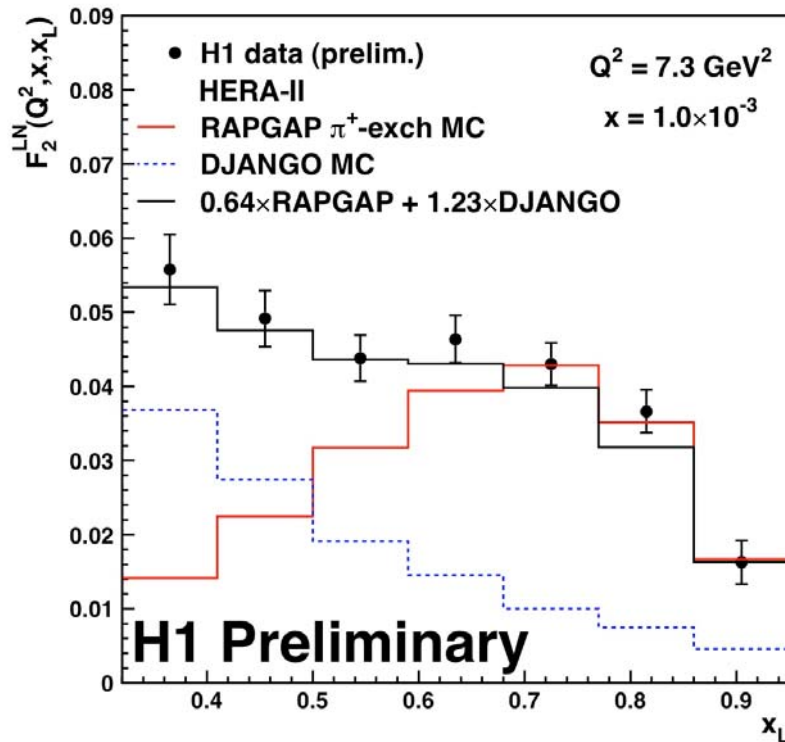 0.09
0.08
0.07
0.06
0.05
0.04
0.03
0.02
0.01
0
F₂ᴸᴺ(Q²,x,x_L)
H1 data (prelim.)
HERA-II
RAPGAP π⁺-exch MC
DJANGO MC
0.64×RAPGAP + 1.23×DJANGO
Q² = 7.3 GeV²
x = 1.0×10⁻³
H1 Preliminary
0.4 0.5 0.6 0.7 0.8 0.9
x_L